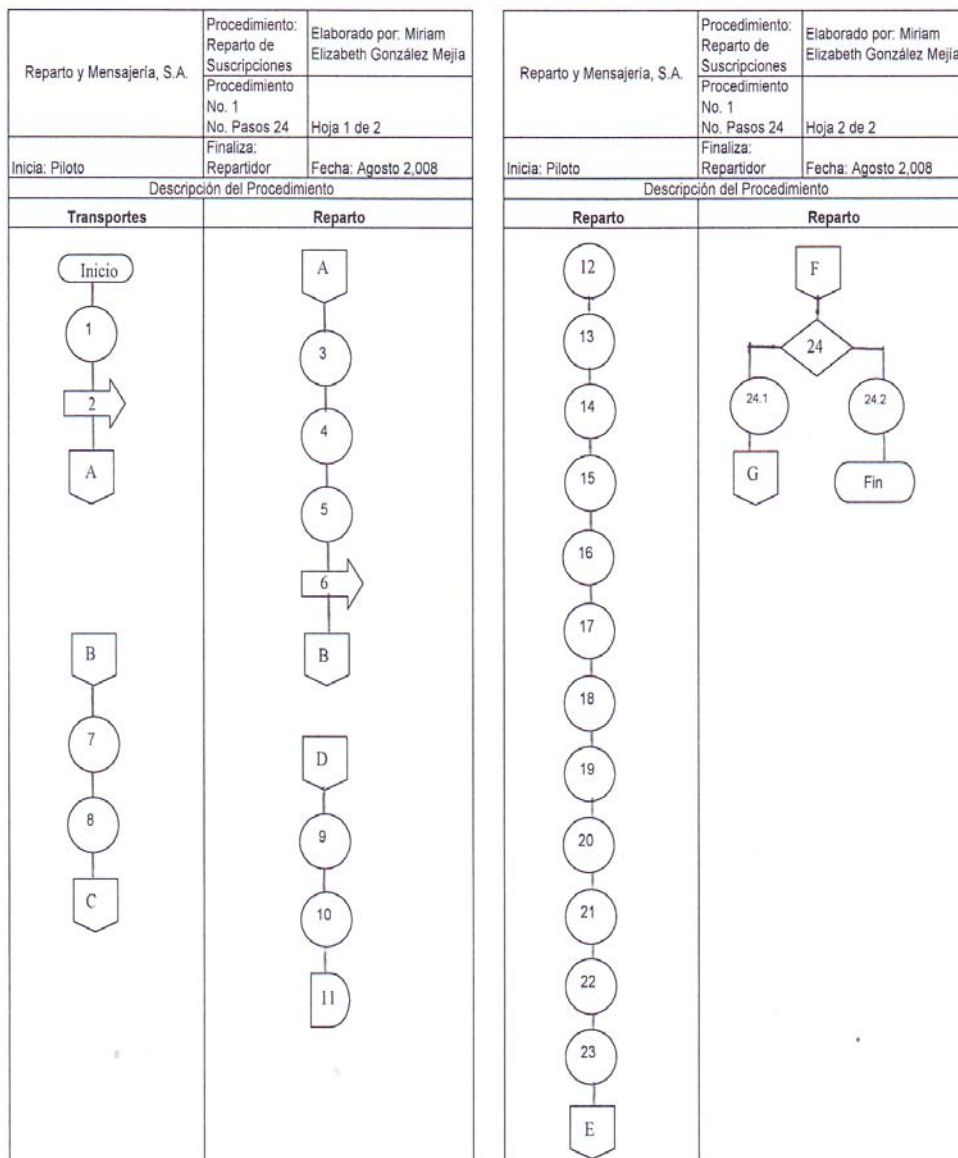 Reparto y Mensajería, S.A.
Procedimiento:
Reparto de
Suscripciones
Elaborado por: Miriam
Elizabeth González Mejía
Procedimiento
No. 1
No. Pasos 24
Hoja 1 de 2
Inicia: Piloto
Finaliza:
Repartidor
Fecha: Agosto 2,008
Descripción del Procedimiento
Transportes
Reparto
Inicio
1
2
A
B
7
8
C
A
3
4
5
6
B
D
9
10
11
Reparto y Mensajería, S.A.
Procedimiento:
Reparto de
Suscripciones
Elaborado por: Miriam
Elizabeth González Mejía
Procedimiento
No. 1
No. Pasos 24
Hoja 2 de 2
Inicia: Piloto
Finaliza:
Repartidor
Fecha: Agosto 2,008
Descripción del Procedimiento
Reparto
Reparto
12
13
14
15
16
17
18
19
20
21
22
23
E
F
24
24.1
24.2
G
Fin